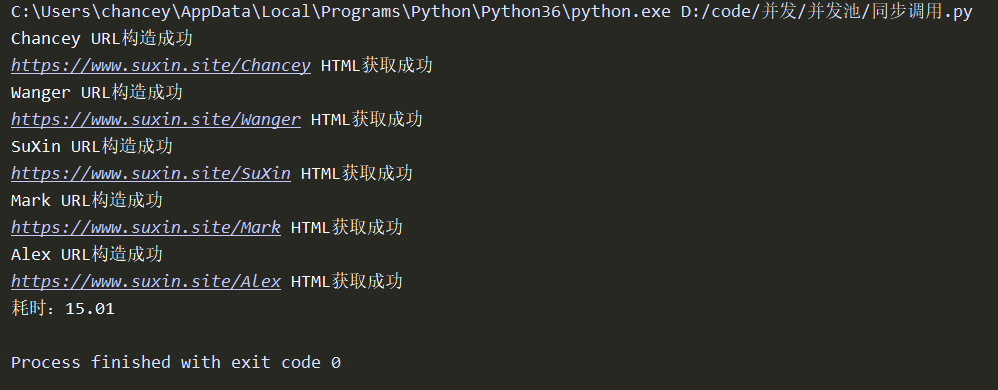 C:\Users\chancey\AppData\Local\Programs\Python\Python36\python.exe D:/code/并发/并发池/同步调用.py
Chancey URL构造成功
https://www.suxin.site/Chancey HTML获取成功
Wanger URL构造成功
https://www.suxin.site/Wanger HTML获取成功
SuXin URL构造成功
https://www.suxin.site/SuXin HTML获取成功
Mark URL构造成功
https://www.suxin.site/Mark HTML获取成功
Alex URL构造成功
https://www.suxin.site/Alex HTML获取成功
耗时：15.01
Process finished with exit code 0